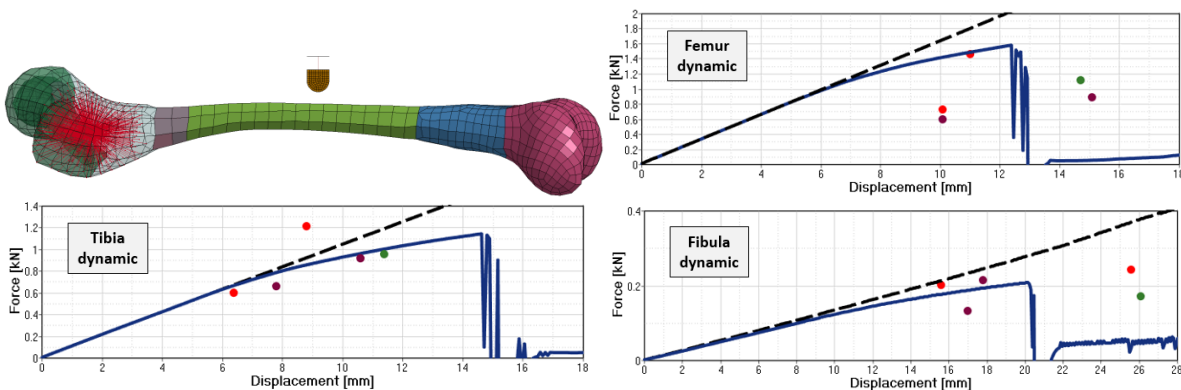 Femur
dynamic
Force [kN]
2
1.8
1.6
1.4
1.2
1
0.8
0.6
0.4
0.2
0
0 2 4 6 8 10 12 14 16 18
Displacement [mm]
Tibia
dynamic
Force [kN]
1.4
1.2
1
0.8
0.6
0.4
0.2
0
0 2 4 6 8 10 12 14 16 18
Displacement [mm]
Fibula
dynamic
Force [kN]
0.4
0.2
0
0 2 4 6 8 10 12 14 16 18 20 22 24 26 28
Displacement [mm]